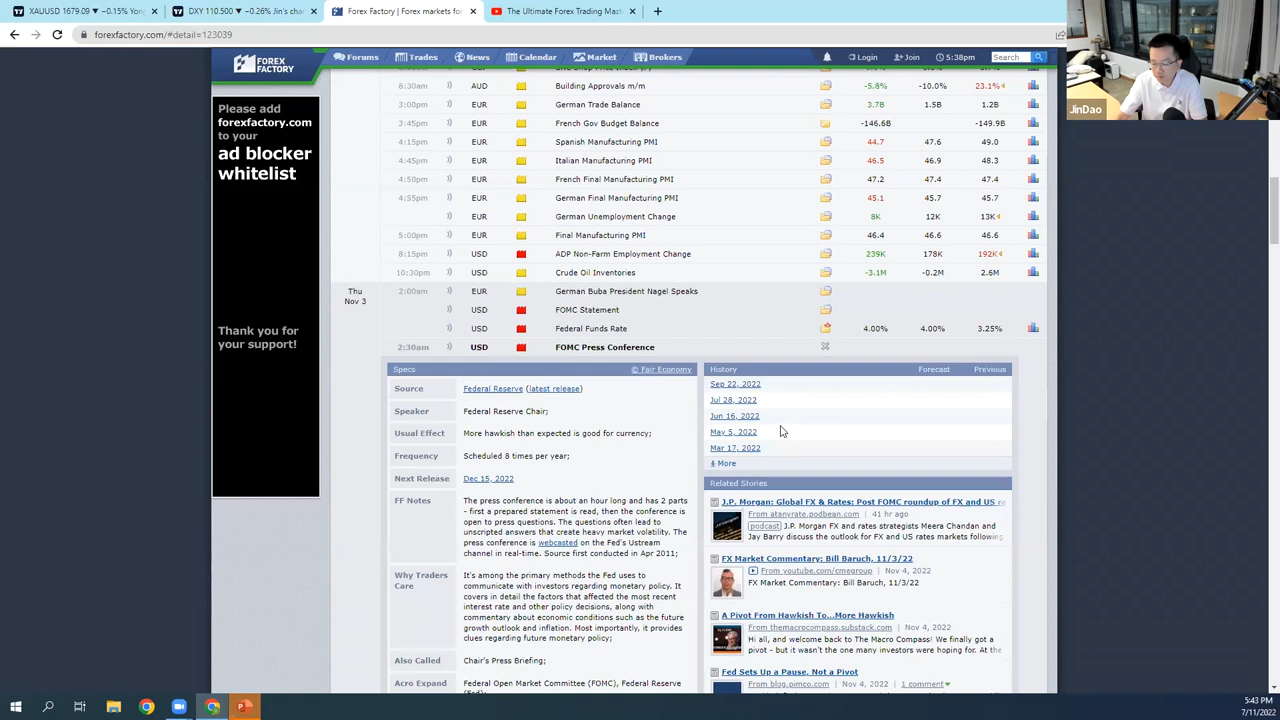 XAUUSD 1679.09 ▼ −0.15% Yong
DXY 110.500 ▼ −0.26% Jin's char
Forex Factory | Forex markets for
The Ultimate Forex Trading Mast
forexfactory.com/#detail=123039
FOREX FACTORY
Forums
Trades
News
Calendar
Market
Brokers
Login
Join
5:38pm
Search
Please add
forexfactory.com
to your
ad blocker
whitelist
Thank you for
your support!
8:30am AUD Building Approvals m/m -5.8% -10.0% 23.1%
3:00pm EUR German Trade Balance 3.7B 1.5B 1.2B
3:45pm EUR French Gov Budget Balance -146.6B -149.9B
4:15pm EUR Spanish Manufacturing PMI 44.7 47.6 49.0
EUR Italian Manufacturing PMI 46.5 46.9 48.3
EUR French Final Manufacturing PMI 47.2 47.4 47.4
4:55pm EUR German Final Manufacturing PMI 45.1 45.7 45.7
EUR German Unemployment Change 8K 12K 13K
5:00pm EUR Final Manufacturing PMI 46.4 46.6 46.6
8:15pm USD ADP Non-Farm Employment Change 239K 178K 192K
10:30pm USD Crude Oil Inventories -3.1M -0.2M 2.6M
Thu
Nov 3
2:00am EUR German Buba President Nagel Speaks
USD FOMC Statement
USD Federal Funds Rate 4.00% 4.00% 3.25%
2:30am USD FOMC Press Conference
Specs © Fair Economy
Source Federal Reserve (latest release)
Speaker Federal Reserve Chair;
Usual Effect More hawkish than expected is good for currency;
Frequency Scheduled 8 times per year;
Next Release Dec 15, 2022
FF Notes The press conference is about an hour long and has 2 parts
- first a prepared statement is read, then the conference is
open to press questions. The questions often lead to
unscripted answers that create heavy market volatility. The
press conference is webcasted on the Fed's Ustream
channel in real-time. Source first conducted in Apr 2011;
Why Traders Care It's among the primary methods the Fed uses to
communicate with investors regarding monetary policy. It
covers in detail the factors that affected the most recent
interest rate and other policy decisions, along with
commentary about economic conditions such as the future
growth outlook and inflation. Most importantly, it provides
clues regarding future monetary policy;
Also Called Chair's Press Briefing;
Acro Expand Federal Open Market Committee (FOMC), Federal Reserve
(Fed);
History Forecast Previous
Sep 22, 2022
Jul 28, 2022
Jun 16, 2022
May 5, 2022
Mar 17, 2022
More
Related Stories
J.P. Morgan: Global FX & Rates: Post FOMC roundup of FX and US r
From atanyrate.podbean.com | 41 hr ago
podcast J.P. Morgan FX and rates strategists Meera Chandan and
Jay Barry discuss the outlook for FX and US rates markets following
FX Market Commentary: Bill Baruch, 11/3/22
From youtube.com/cmegroup | Nov 4, 2022
FX Market Commentary: Bill Baruch, 11/3/22
A Pivot From Hawkish To...More Hawkish
From themacrocompass.substack.com | Nov 4, 2022
Hi all, and welcome back to The Macro Compass! We finally got a
pivot - but it wasn't the one many investors were hoping for. At the
Fed Sets Up a Pause, Not a Pivot
From blog.pimco.com | Nov 4, 2022 | 1 comment
JinDao
5:43 PM
7/11/2022